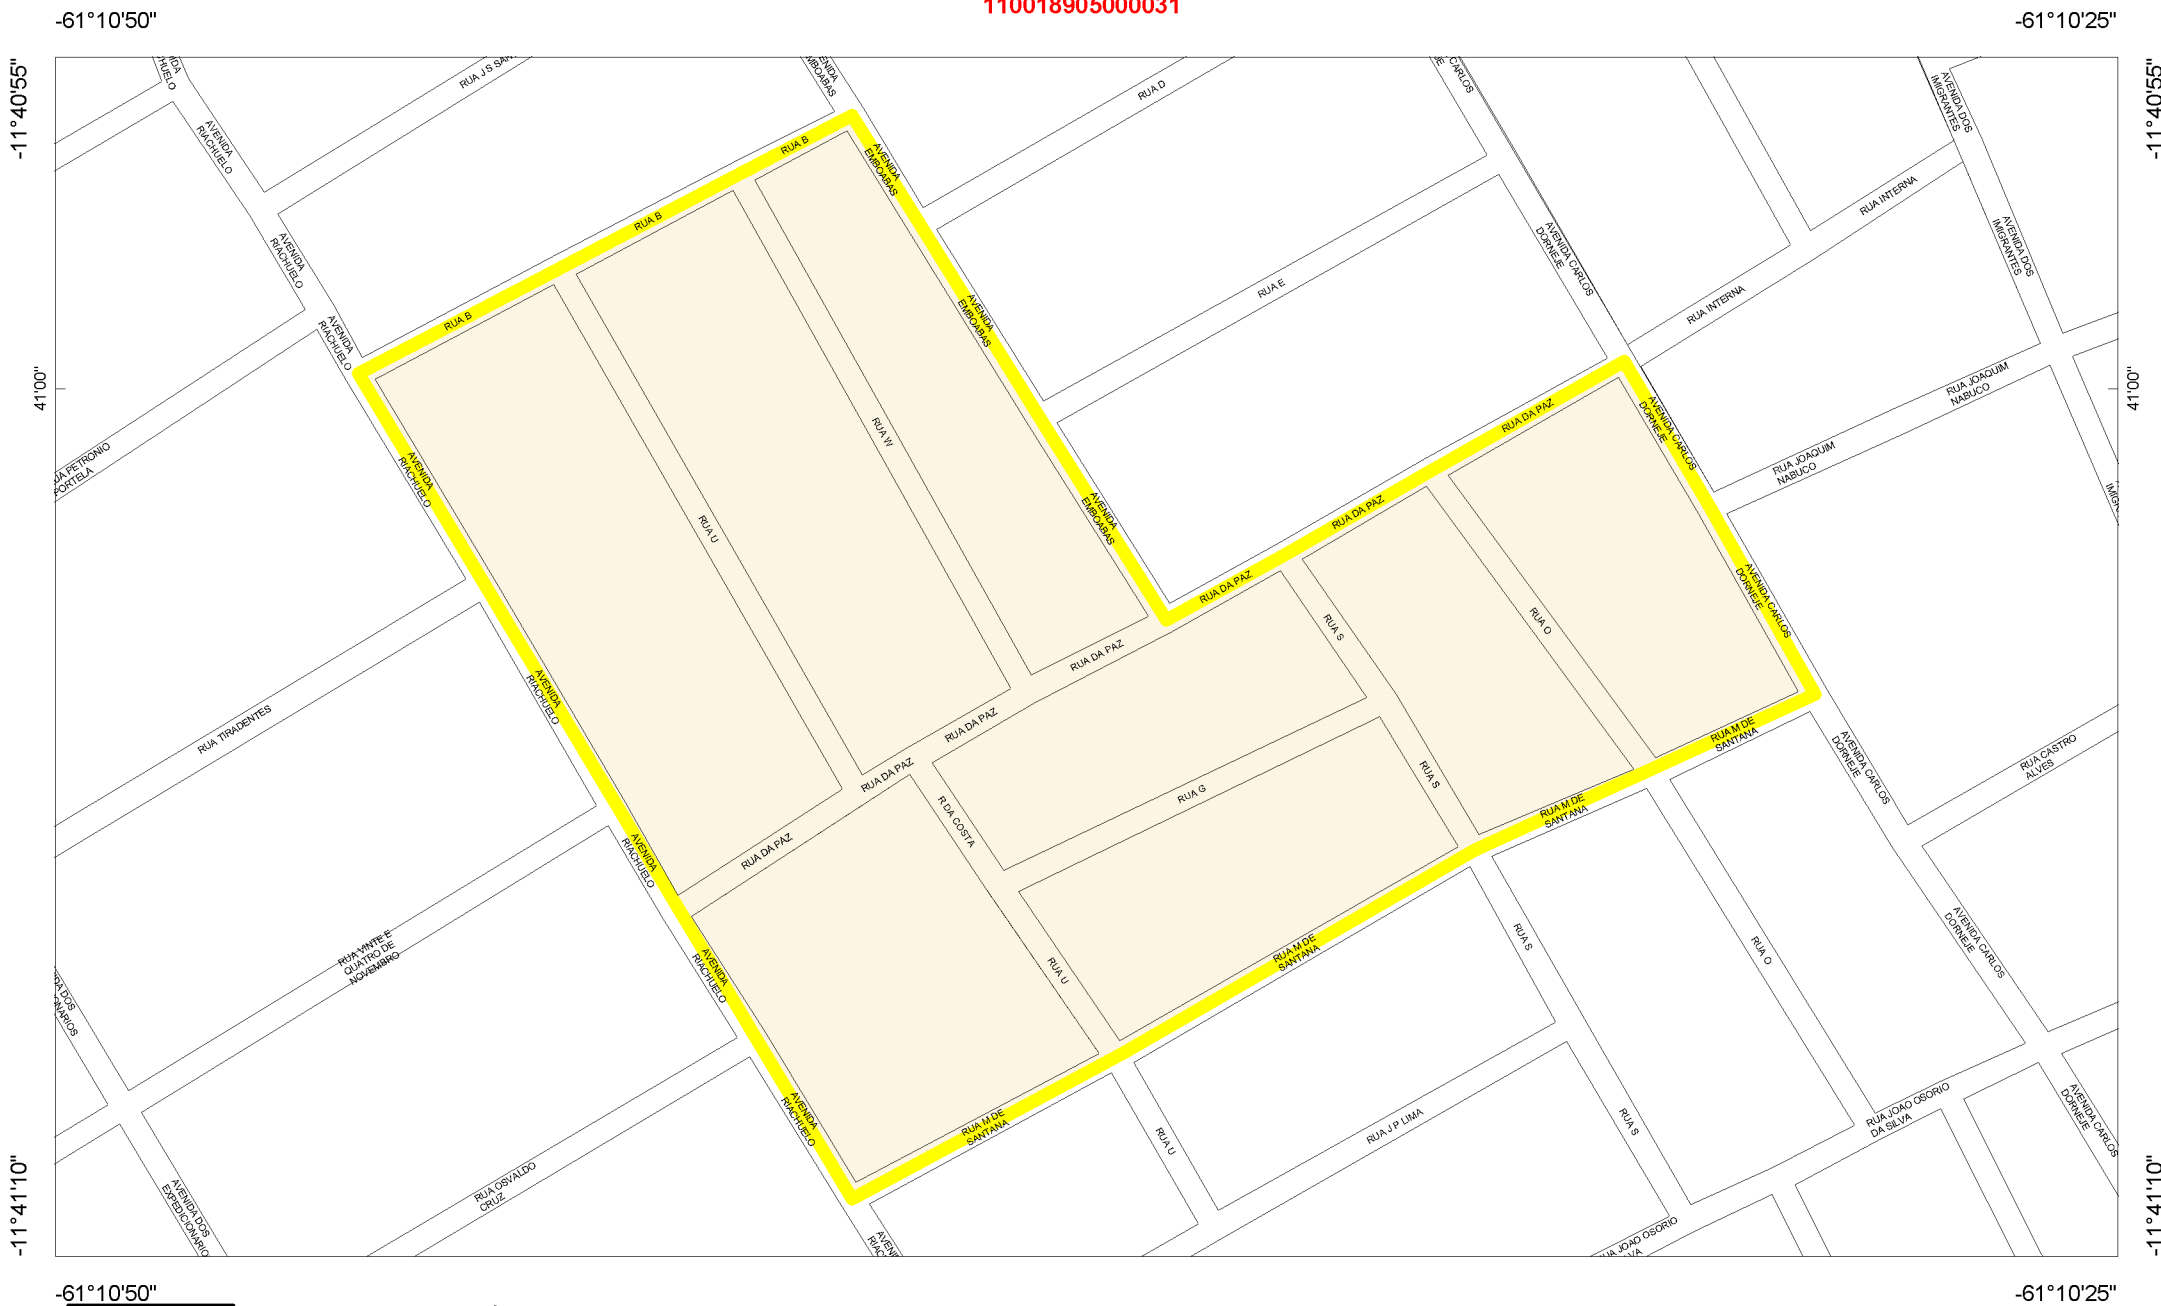 110018905000031
-61°10'50"
-61°10'25"
-11°40'55"
-11°40'55"
41'00"
41'00"
-11°41'10"
-11°41'10"
-61°10'50"
-61°10'25"
RUA J S
RUA D
CARLOS
AVENIDA
RIACHUELO
AVENIDA DOS
IMIGRANTES
RUA B
AVENIDA
EMBOABAS
RUA INTERNA
RUA B
AVENIDA
RIACHUELO
AVENIDA CARLOS
DORNEJE
AVENIDA DOS
IMIGRANTES
RUA E
RUA INTERNA
RUA B
AVENIDA
RIACHUELO
AVENIDA
EMBOABAS
RUA JOAQUIM
NABUCO
RUA DA PAZ
AVENIDA CARLOS
DORNEJE
RUA W
PETRONIO
PORTELA
AVENIDA
RIACHUELO
RUA JOAQUIM
NABUCO
RUA DA PAZ
AVENIDA
EMBOABAS
RUA U
RUA DA PAZ
AVENIDA CARLOS
DORNEJE
RUA S
RUA O
RUA DA PAZ
AVENIDA
RIACHUELO
RUA TIRADENTES
RUA DA PAZ
RUA M DE
SANTANA
AVENIDA CARLOS
DORNEJE
RUA CASTRO
ALVES
RUA DA PAZ
RUA S
RUA G
RUA M DE
SANTANA
R DA COSTA
RUA DA PAZ
AVENIDA
RIACHUELO
RUA VINTE E
QUATRO DE
NOVEMBRO
AVENIDA
RIACHUELO
RUA U
RUA M DE
SANTANA
RUA S
RUA O
AVENIDA CARLOS
DORNEJE
DOS
AVENIDA
RIACHUELO
RUA M DE
SANTANA
RUA U
RUA J P LIMA
RUA S
RUA JOAO OSORIO
DA SILVA
AVENIDA CARLOS
DORNEJE
RUA OSVALDO
CRUZ
AVENIDA DOS
JOAO OSORIO